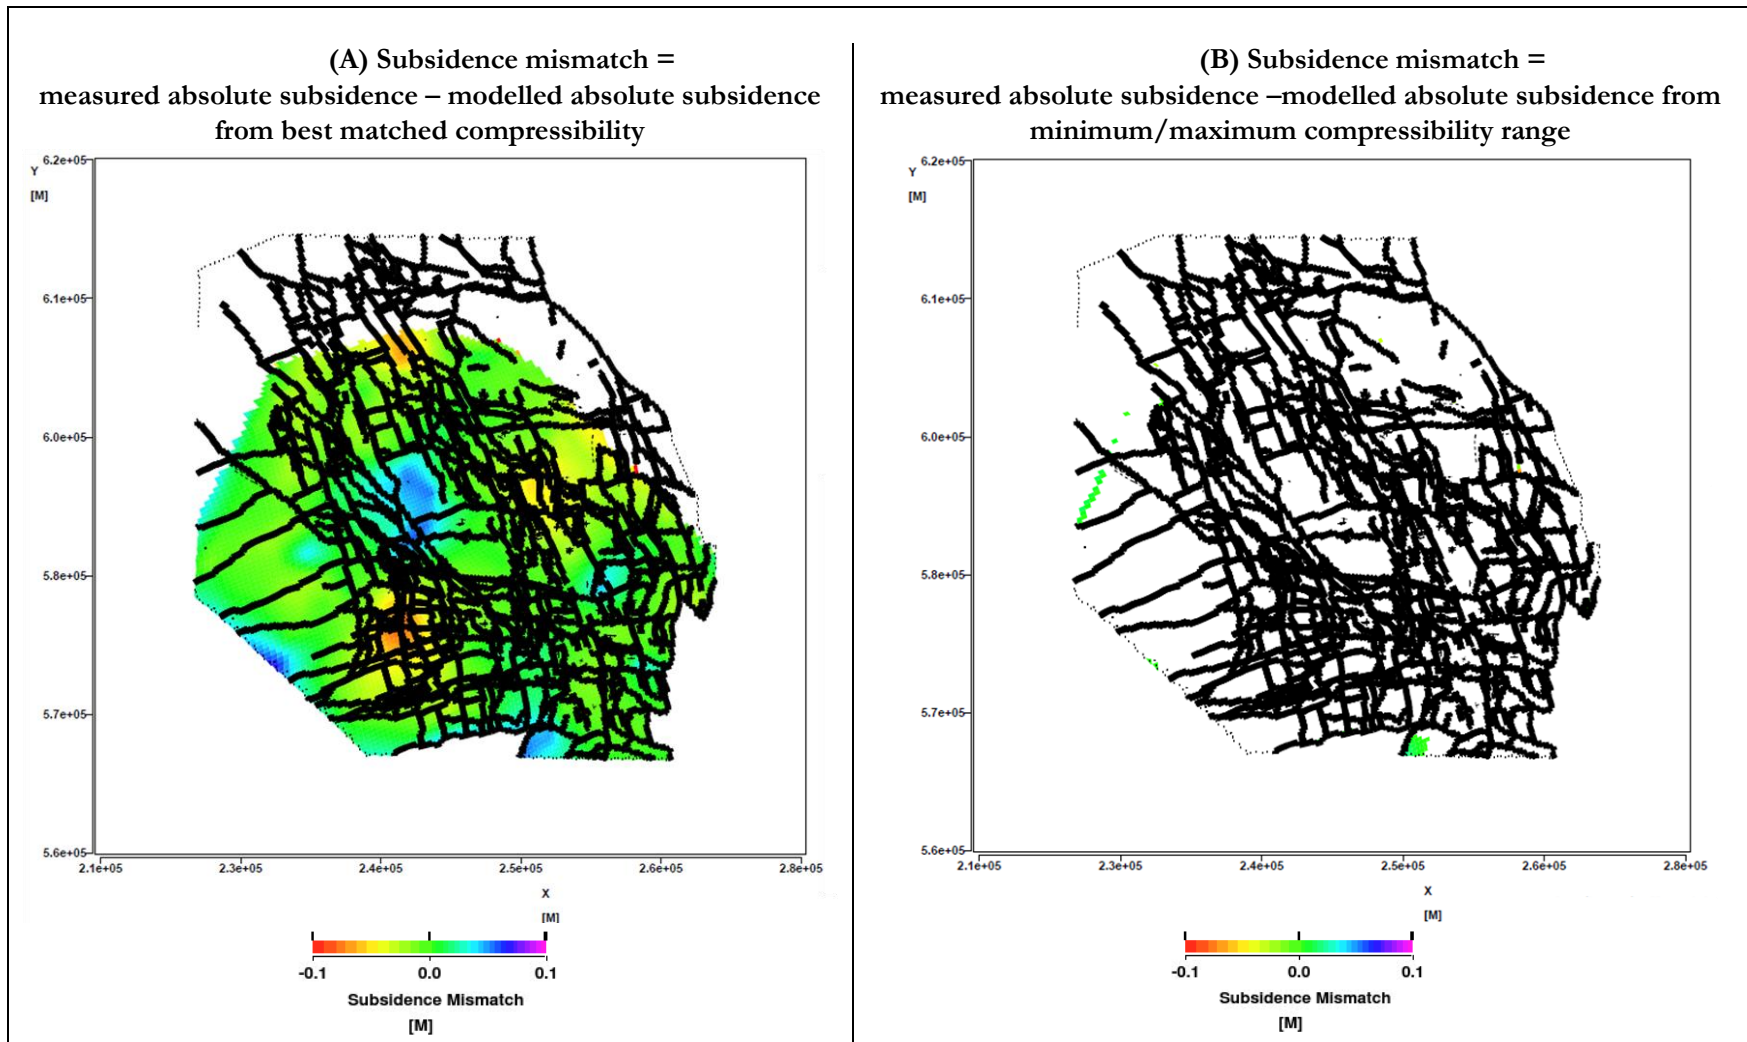 (A) Subsidence mismatch =
measured absolute subsidence – modelled absolute subsidence
from best matched compressibility
6.2e+05
Y
[M]
6.1e+05
6.0e+05
5.8e+05
5.7e+05
5.6e+05
2.1e+05 2.3e+05 2.4e+05 2.5e+05 2.6e+05 2.8e+05
X
[M]
-0.1 0.0 0.1
Subsidence Mismatch
[M]
(B) Subsidence mismatch =
measured absolute subsidence –modelled absolute subsidence from
minimum/maximum compressibility range
6.2e+05
Y
[M]
6.1e+05
6.0e+05
5.8e+05
5.7e+05
5.6e+05
2.1e+05 2.3e+05 2.4e+05 2.5e+05 2.6e+05 2.8e+05
X
[M]
-0.1 0.0 0.1
Subsidence Mismatch
[M]